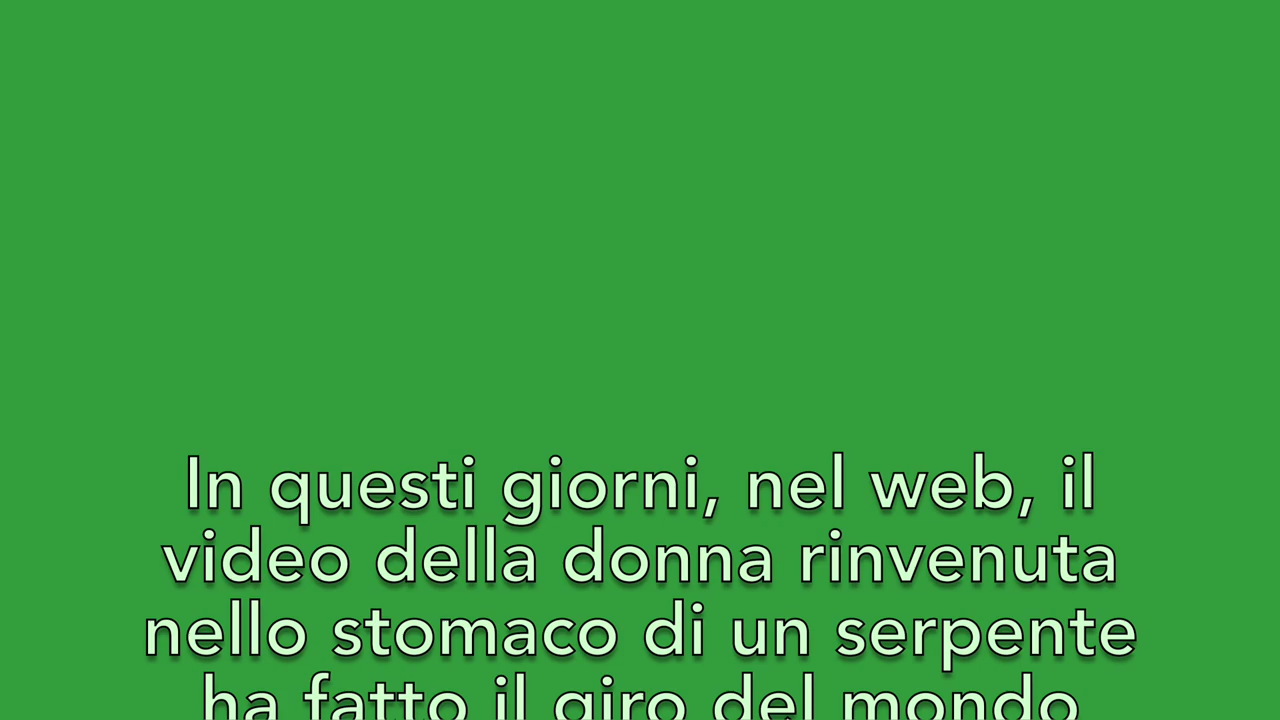 In questi giorni, nel web, il
video della donna rinvenuta
nello stomaco di un serpente
ha fatto il giro del mondo